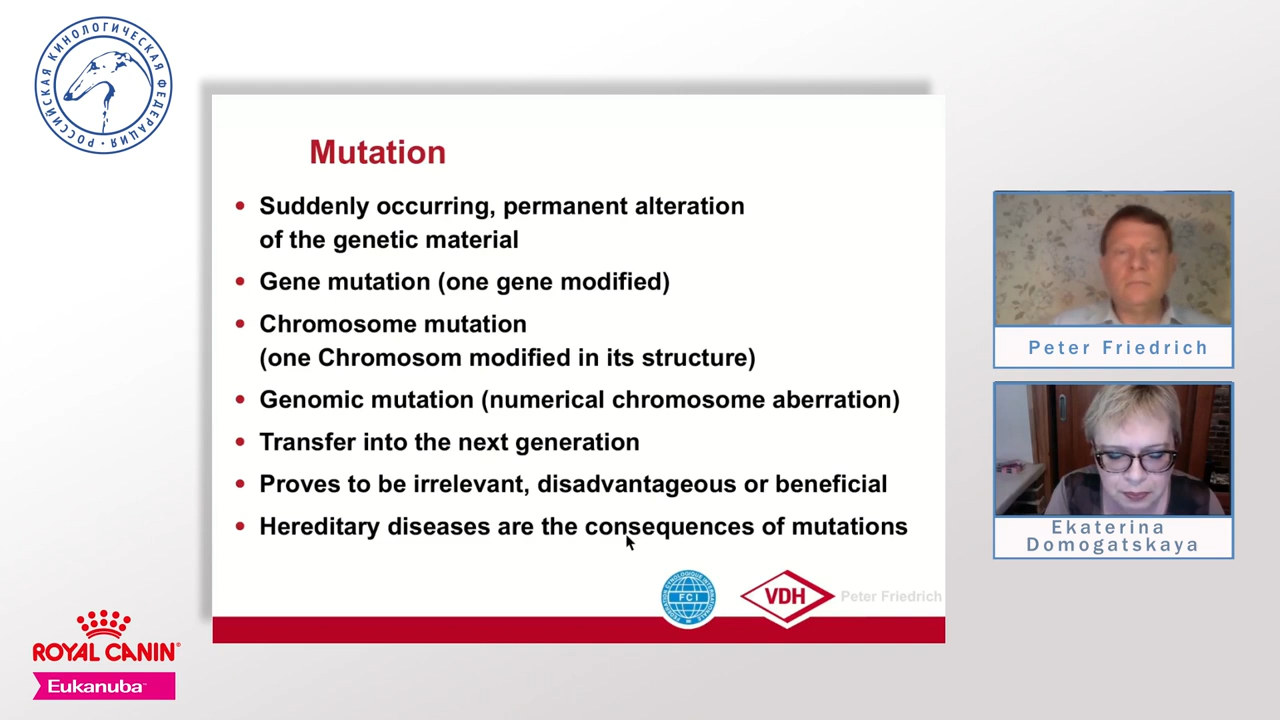 РОССИЙСКАЯ КИНОЛОГИЧЕСКАЯ ФЕДЕРАЦИЯ
Mutation
Suddenly occurring, permanent alteration
of the genetic material
Gene mutation (one gene modified)
Chromosome mutation
(one Chromosom modified in its structure)
Genomic mutation (numerical chromosome aberration)
Transfer into the next generation
Proves to be irrelevant, disadvantageous or beneficial
Hereditary diseases are the consequences of mutations
FCI
VDH
Peter Friedrich
Peter Friedrich
Ekaterina
Domogatskaya
ROYAL CANIN
Eukanuba